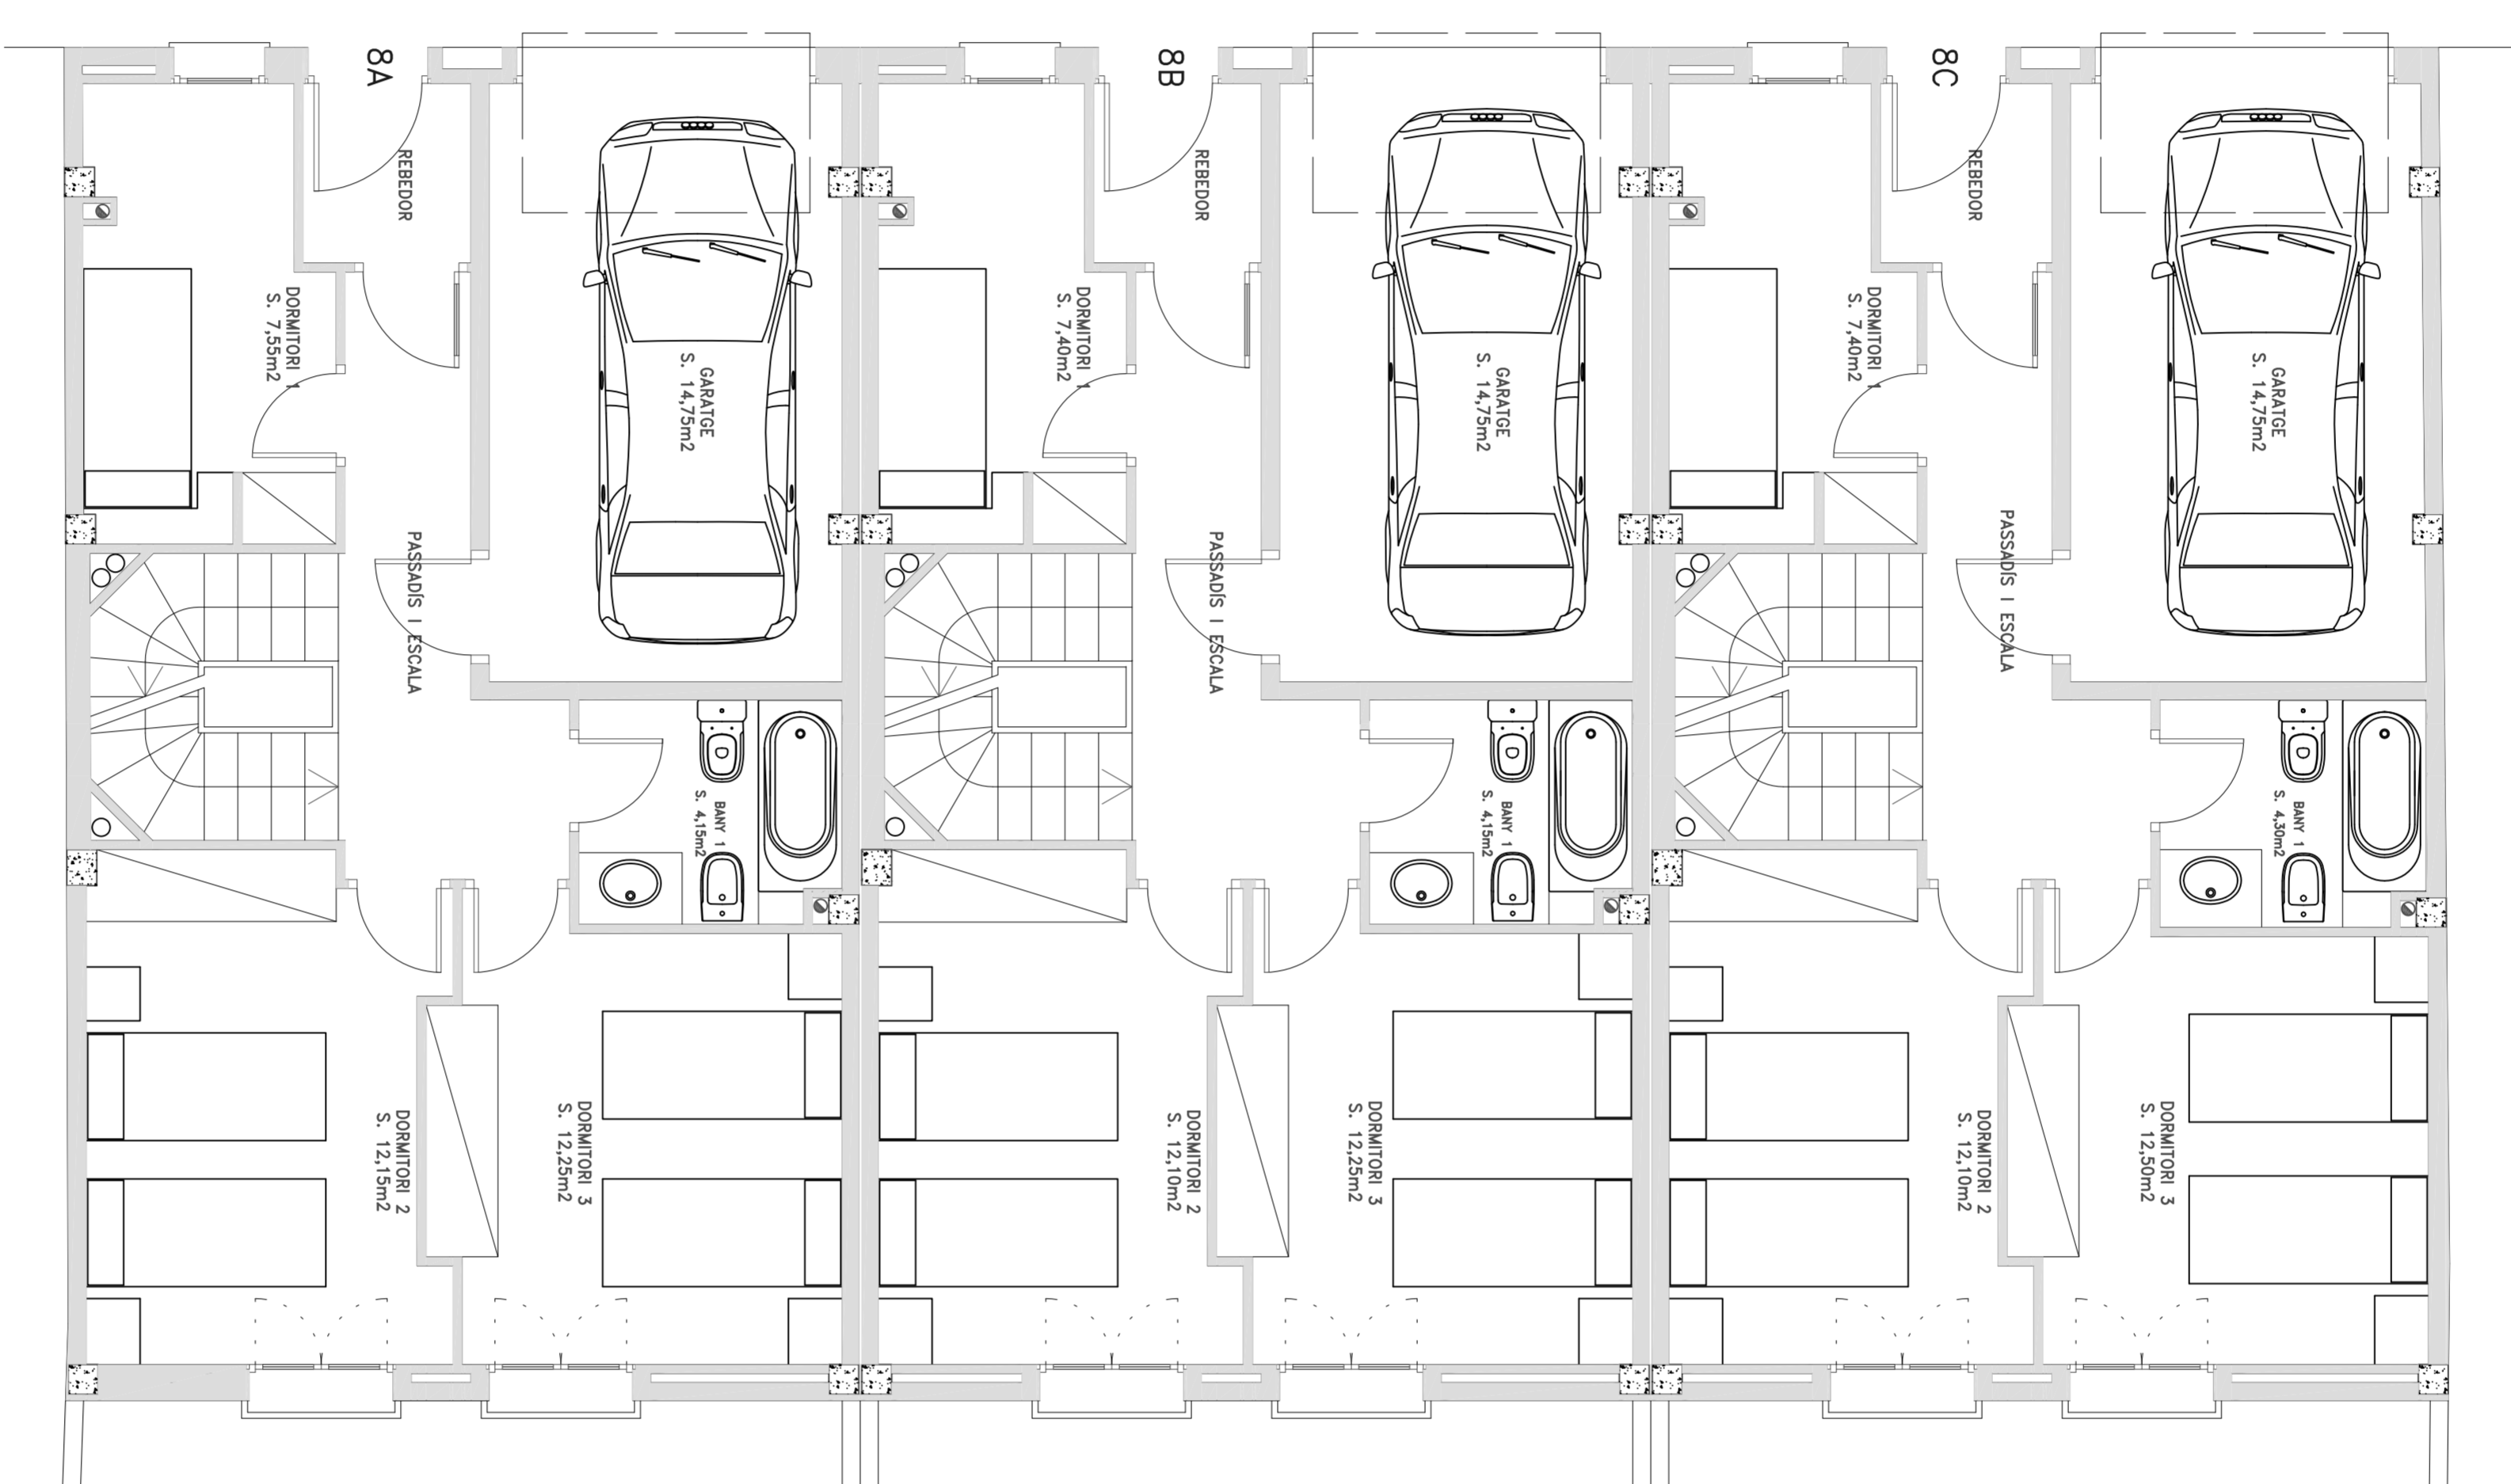 8A
REBEDOR
DORMITORI 1
S. 7,55m2
GARATGE
S. 14,75m2
PASSADÍS I ESCALA
BANY 1
S. 4,15m2
DORMITORI 2
S. 12,15m2
DORMITORI 3
S. 12,25m2
8B
REBEDOR
DORMITORI 1
S. 7,40m2
GARATGE
S. 14,75m2
PASSADÍS I ESCALA
BANY 1
S. 4,15m2
DORMITORI 2
S. 12,10m2
DORMITORI 3
S. 12,25m2
8C
REBEDOR
DORMITORI 1
S. 7,40m2
GARATGE
S. 14,75m2
PASSADÍS I ESCALA
BANY 1
S. 4,30m2
DORMITORI 2
S. 12,10m2
DORMITORI 3
S. 12,50m2